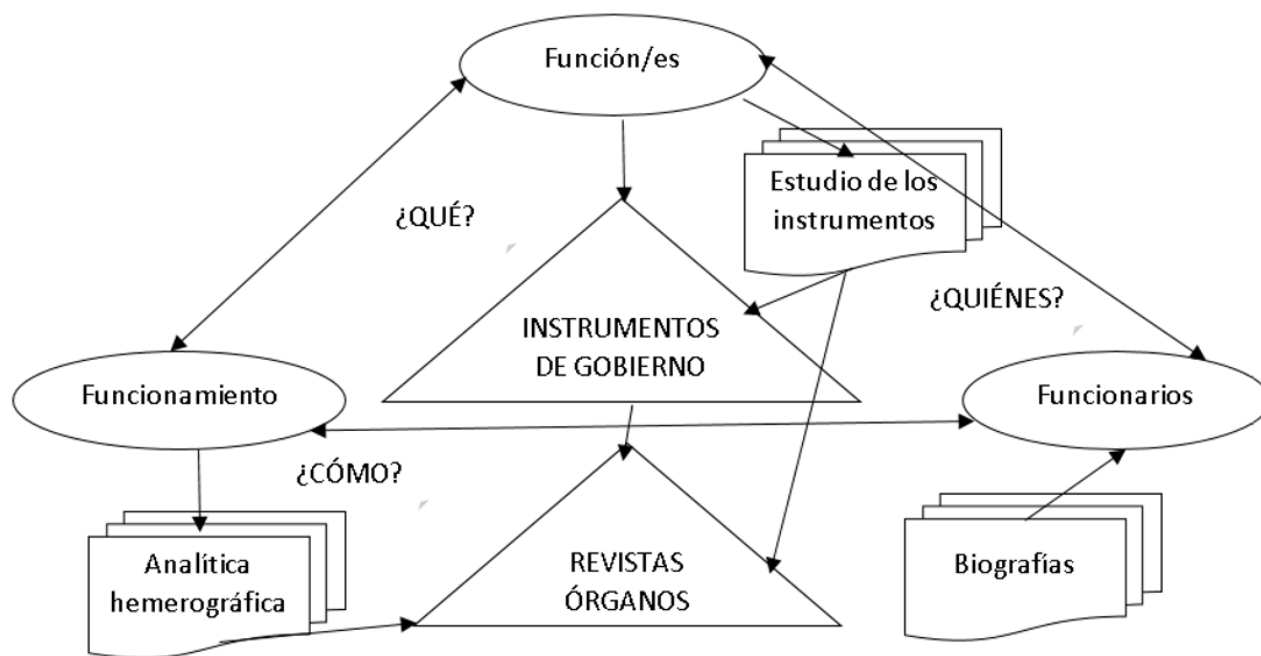 Función/es
Estudio de los
instrumentos
¿QUÉ?
¿QUIÉNES?
INSTRUMENTOS
DE GOBIERNO
Funcionamiento
Funcionarios
¿CÓMO?
Analítica
hemerográfica
REVISTAS
ÓRGANOS
Biografías